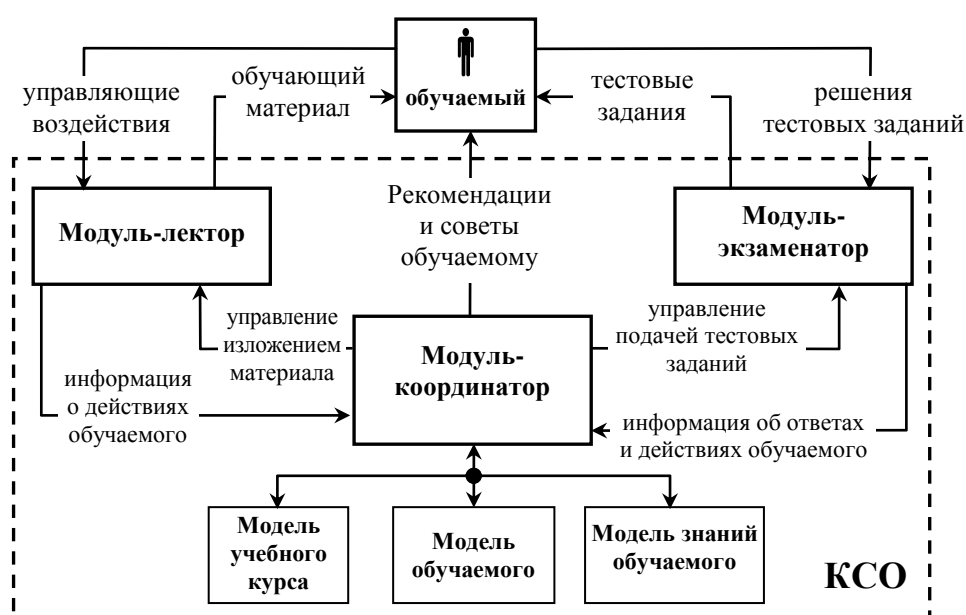 обучаемый
управляющие
воздействия
обучающий
материал
тестовые
задания
решения
тестовых заданий
Модуль-лектор
Рекомендации
и советы
обучаемому
Модуль-
экзаменатор
управление
изложением
материала
Модуль-
координатор
управление
подачей тестовых
заданий
информация
о действиях
обучаемого
информация об ответах
и действиях обучаемого
Модель
учебного
курса
Модель
обучаемого
Модель знаний
обучаемого
КСО